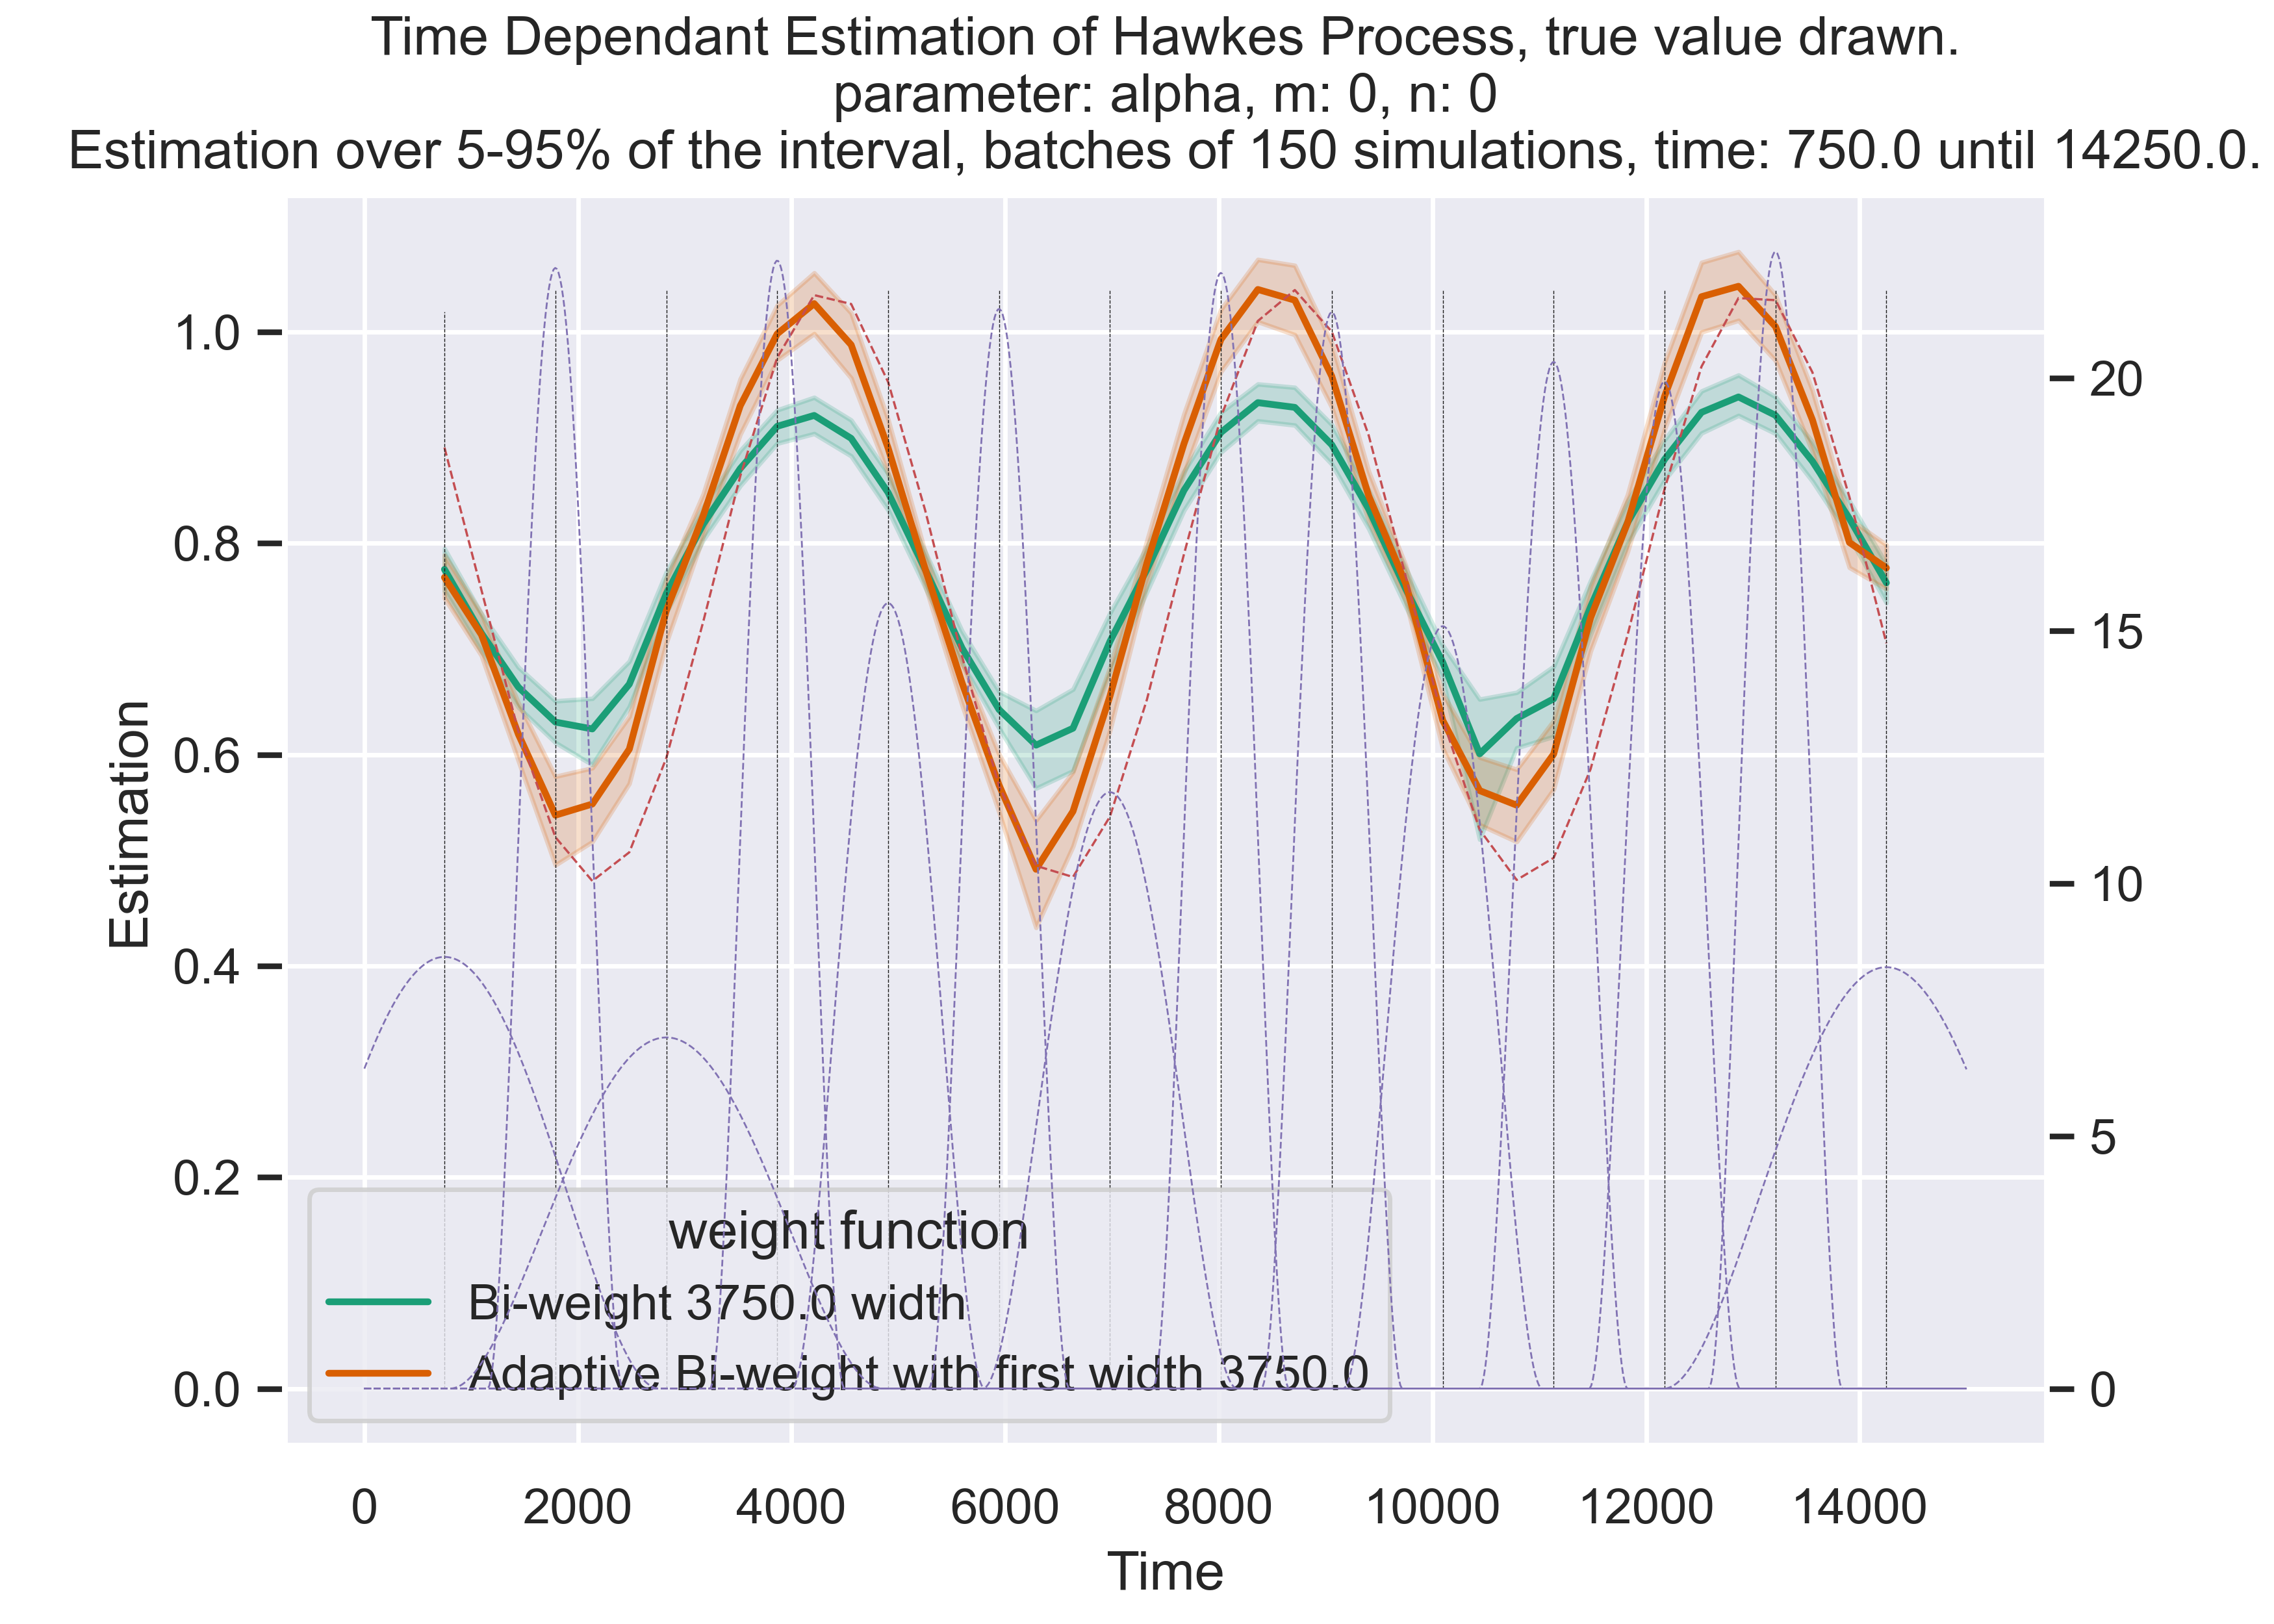 Time Dependant Estimation of Hawkes Process, true value drawn.
parameter: alpha, m: 0, n: 0
Estimation over 5-95% of the interval, batches of 150 simulations, time: 750.0 until 14250.0.
Estimation
1.0
0.8
0.6
0.4
0.2
0.0
20
15
10
5
0
weight function
Bi-weight 3750.0 width
Adaptive Bi-weight with first width 3750.0
0 2000 4000 6000 8000 10000 12000 14000
Time